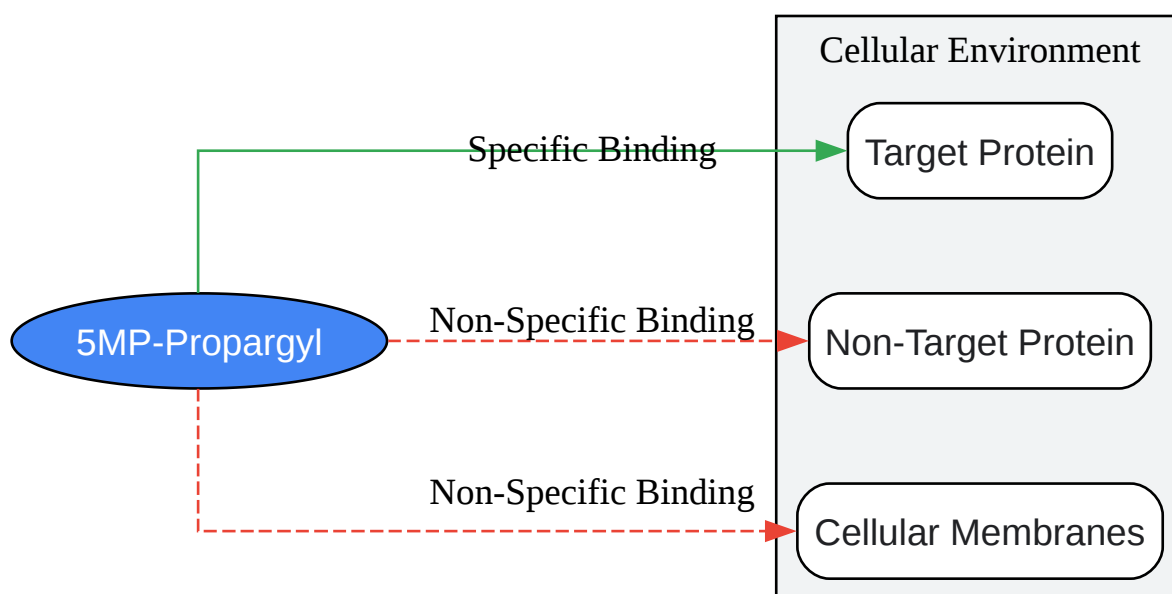 Cellular Environment
Specific Binding
Target Protein
5MP-Propargyl
Non-Specific Binding
Non-Target Protein
Non-Specific Binding
Cellular Membranes